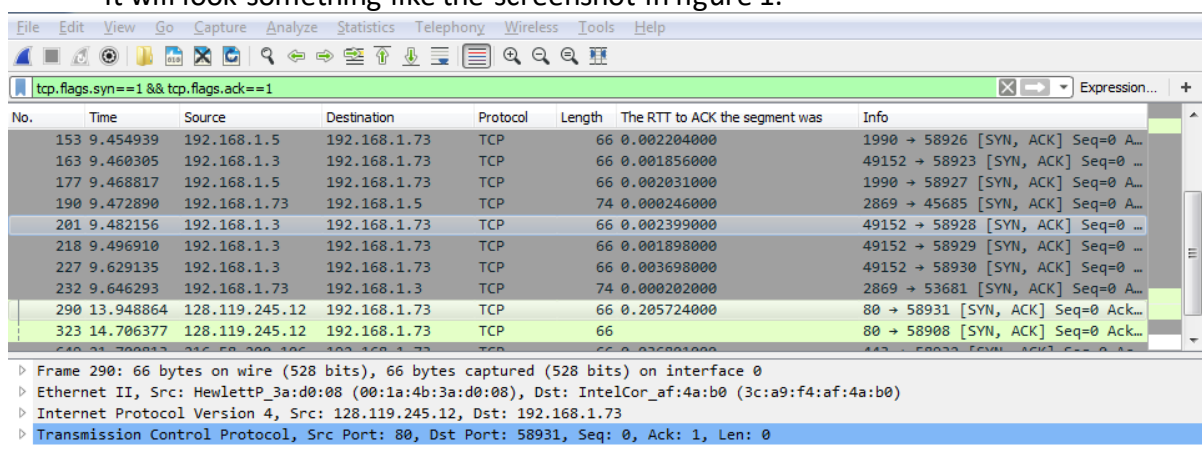 It will look something like the screenshot in figure 1.
File Edit View Go Capture Analyze Statistics Telephony Wireless Tools Help
tcp.flags.syn==1 && tcp.flags.ack==1 Expression... +
No. Time Source Destination Protocol Length The RTT to ACK the segment was Info
153 9.454939 192.168.1.5 192.168.1.73 TCP 66 0.002204000 1990 → 58926 [SYN, ACK] Seq=0 A…
163 9.460305 192.168.1.3 192.168.1.73 TCP 66 0.001856000 49152 → 58923 [SYN, ACK] Seq=0 …
177 9.468817 192.168.1.5 192.168.1.73 TCP 66 0.002031000 1990 → 58927 [SYN, ACK] Seq=0 A…
190 9.472890 192.168.1.73 192.168.1.5 TCP 74 0.000246000 2869 → 45685 [SYN, ACK] Seq=0 A…
201 9.482156 192.168.1.3 192.168.1.73 TCP 66 0.002399000 49152 → 58928 [SYN, ACK] Seq=0 …
218 9.496910 192.168.1.3 192.168.1.73 TCP 66 0.001898000 49152 → 58929 [SYN, ACK] Seq=0 …
227 9.629135 192.168.1.3 192.168.1.73 TCP 66 0.003698000 49152 → 58930 [SYN, ACK] Seq=0 …
232 9.646293 192.168.1.73 192.168.1.3 TCP 74 0.000202000 2869 → 53681 [SYN, ACK] Seq=0 A…
290 13.948864 128.119.245.12 192.168.1.73 TCP 66 0.205724000 80 → 58931 [SYN, ACK] Seq=0 Ack…
323 14.706377 128.119.245.12 192.168.1.73 TCP 66 80 → 58908 [SYN, ACK] Seq=0 Ack…
Frame 290: 66 bytes on wire (528 bits), 66 bytes captured (528 bits) on interface 0
Ethernet II, Src: HewlettP_3a:d0:08 (00:1a:4b:3a:d0:08), Dst: IntelCor_af:4a:b0 (3c:a9:f4:af:4a:b0)
Internet Protocol Version 4, Src: 128.119.245.12, Dst: 192.168.1.73
Transmission Control Protocol, Src Port: 80, Dst Port: 58931, Seq: 0, Ack: 1, Len: 0